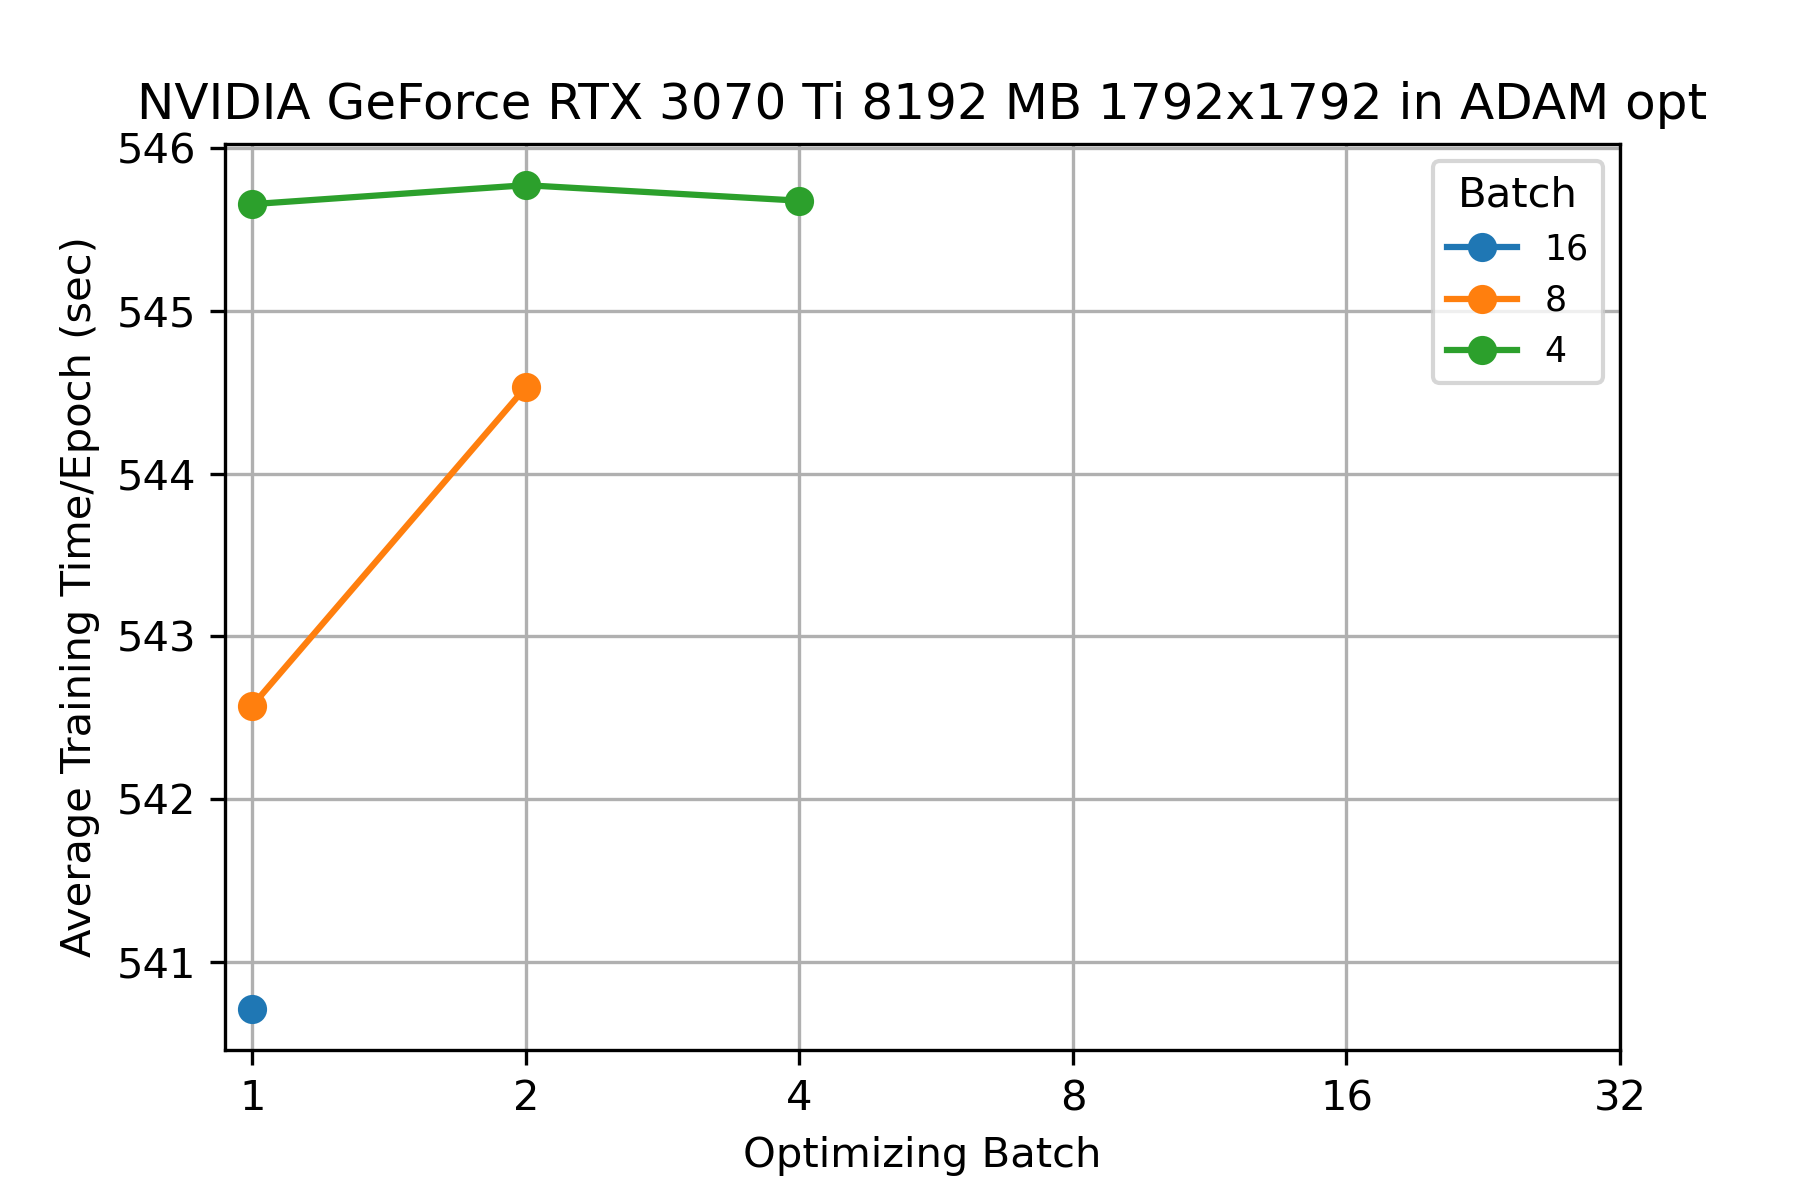 NVIDIA GeForce RTX 3070 Ti 8192 MB 1792x1792 in ADAM opt
546
545
544
543
542
541
Average Training Time/Epoch (sec)
Batch
16
8
4
1 2 4 8 16 32
Optimizing Batch